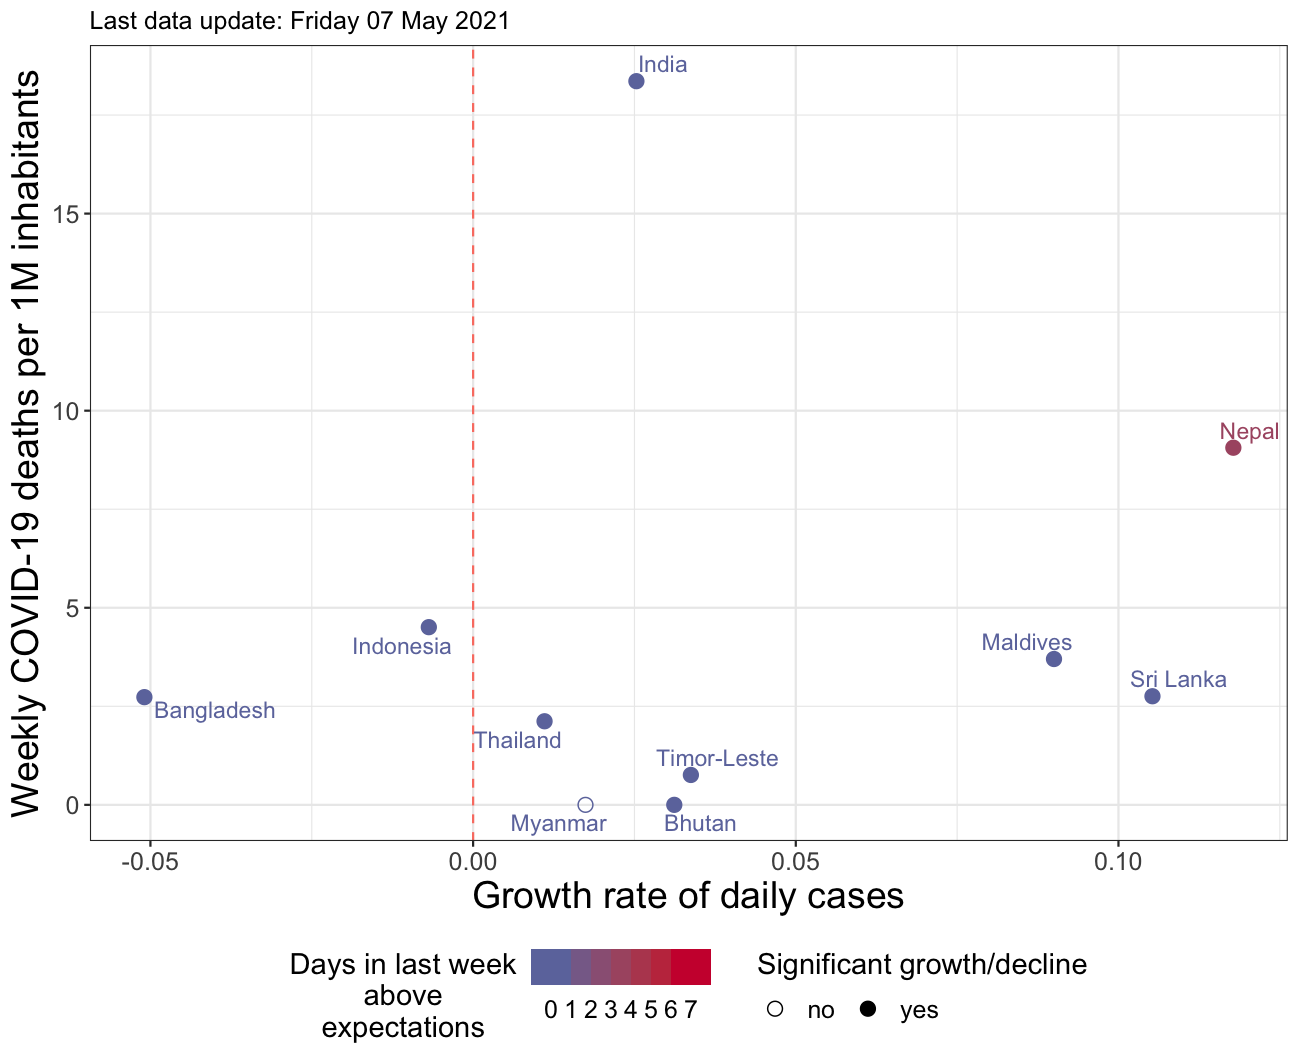 Last data update: Friday 07 May 2021
Weekly COVID-19 deaths per 1M inhabitants
15
10
5
0
India
Nepal
Indonesia
Maldives
Sri Lanka
Bangladesh
Thailand
Timor-Leste
Myanmar
Bhutan
-0.05
0.00
0.05
0.10
Growth rate of daily cases
Days in last week
above
expectations
0 1 2 3 4 5 6 7
Significant growth/decline
no
yes